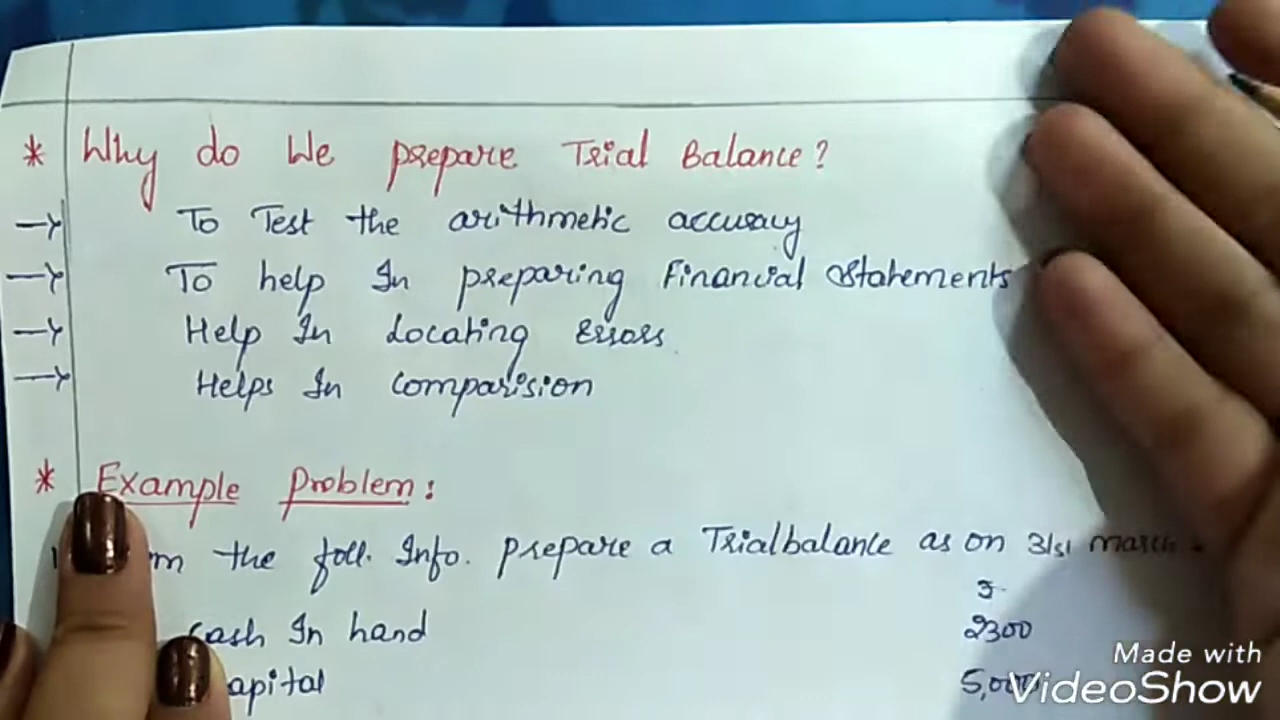 * Why do We prepare Trial Balance?
→ To Test the arithmetic accuracy
→ To help In preparing Financial Statements
→ Help In Locating Errors
→ Helps In Comparision
* Example Problem:
the foll. Info. prepare a Trialbalance as on 31st march.
Cash In hand 2300
apital
Made with
VideoShow